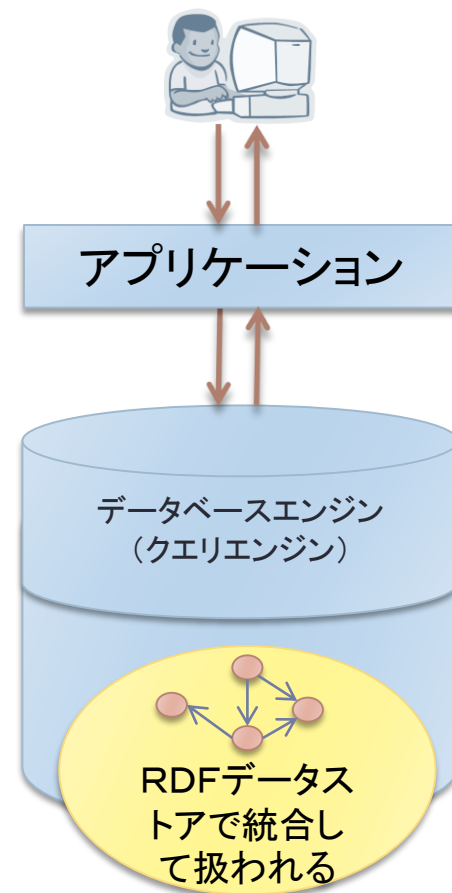 アプリケーション
データベースエンジン
（クエリエンジン）
RDFデータス
トアで統合し
て扱われる